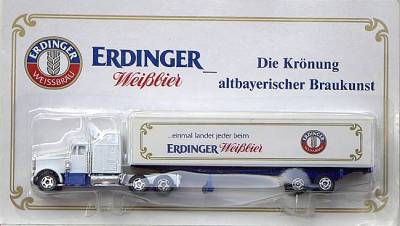 ERDINGER
WEISSBRÄU
ERDINGER
Weißbier
Die Krönung
altbayerischer Braukunst
...einmal landet jeder beim
ERDINGER Weißbier
ERDINGER